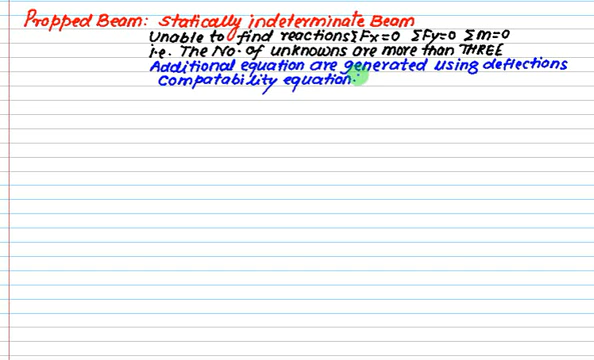 Propped Beam: Statically indeterminate Beam
Unable to find reactions ΣFx=0 ΣFy=0 Σm=0
i.e. The No. of unknowns are more than THREE
Additional equation are generated using deflections
Compatability equation.